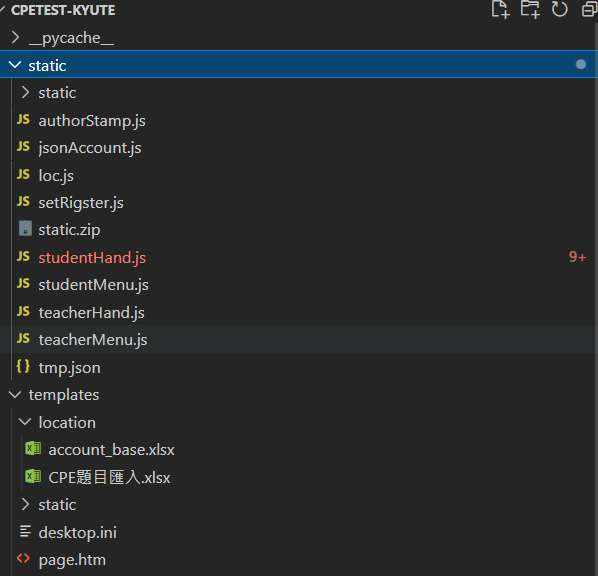 CPETEST-KYUTE
__pycache__
static
static
JS authorStamp.js
JS jsonAccount.js
JS loc.js
JS setRigster.js
static.zip
JS studentHand.js 9+
JS studentMenu.js
JS teacherHand.js
JS teacherMenu.js
{} tmp.json
templates
location
account_base.xlsx
CPE題目匯入.xlsx
static
desktop.ini
<> page.htm